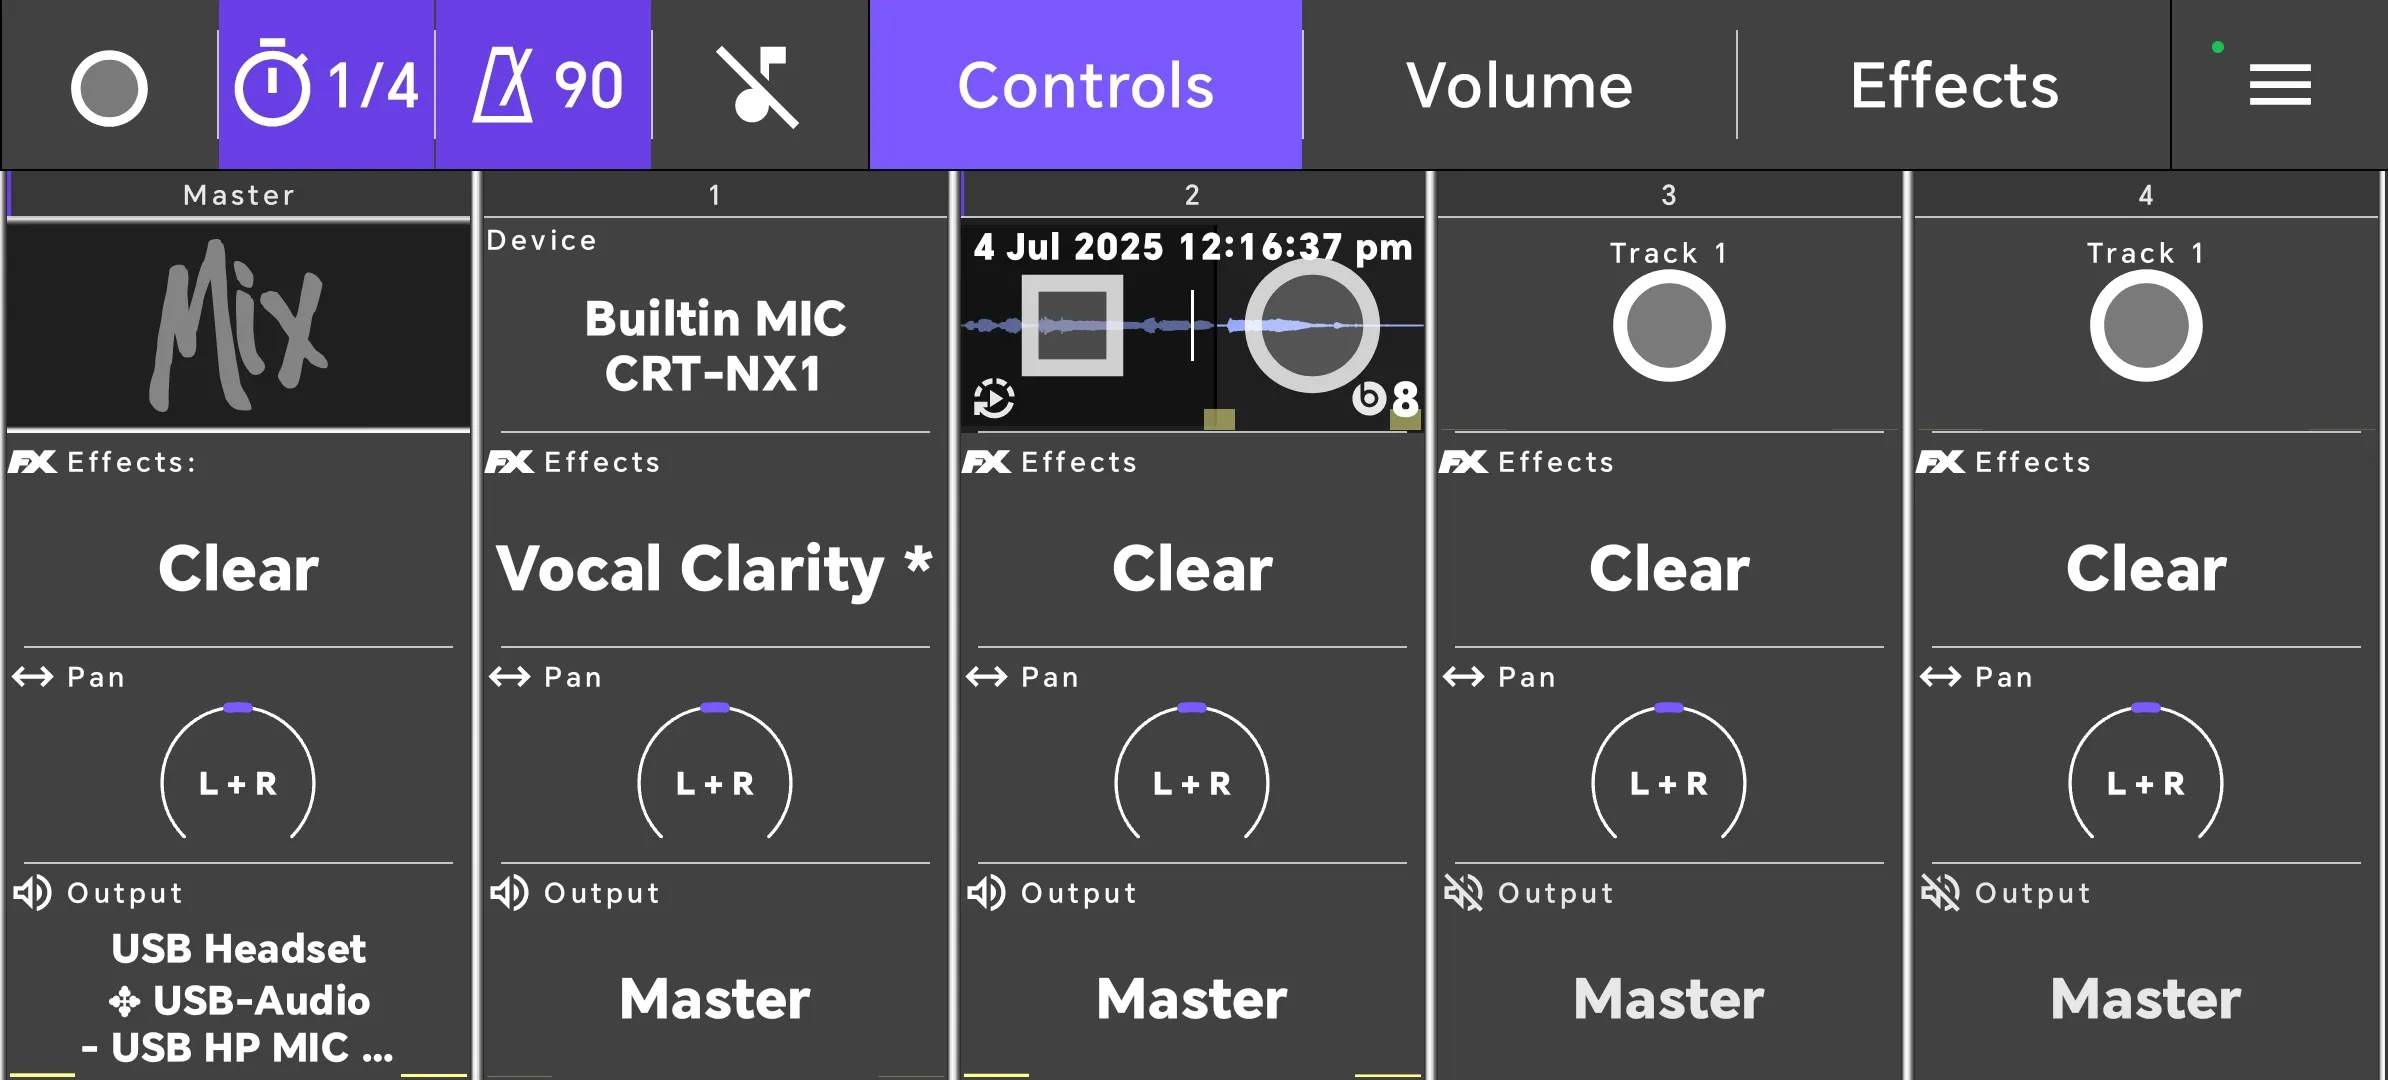 1/4
90
Controls
Volume
Effects
Master
1
2
3
4
Mix
Device
Builtin MIC
CRT-NX1
4 Jul 2025 12:16:37 pm
8
Track 1
Track 1
FX Effects:
FX Effects
FX Effects
FX Effects
FX Effects
Clear
Vocal Clarity *
Clear
Clear
Clear
Pan
Pan
Pan
Pan
Pan
L + R
L + R
L + R
L + R
L + R
Output
Output
Output
Output
Output
USB Headset
✥ USB-Audio
- USB HP MIC ...
Master
Master
Master
Master